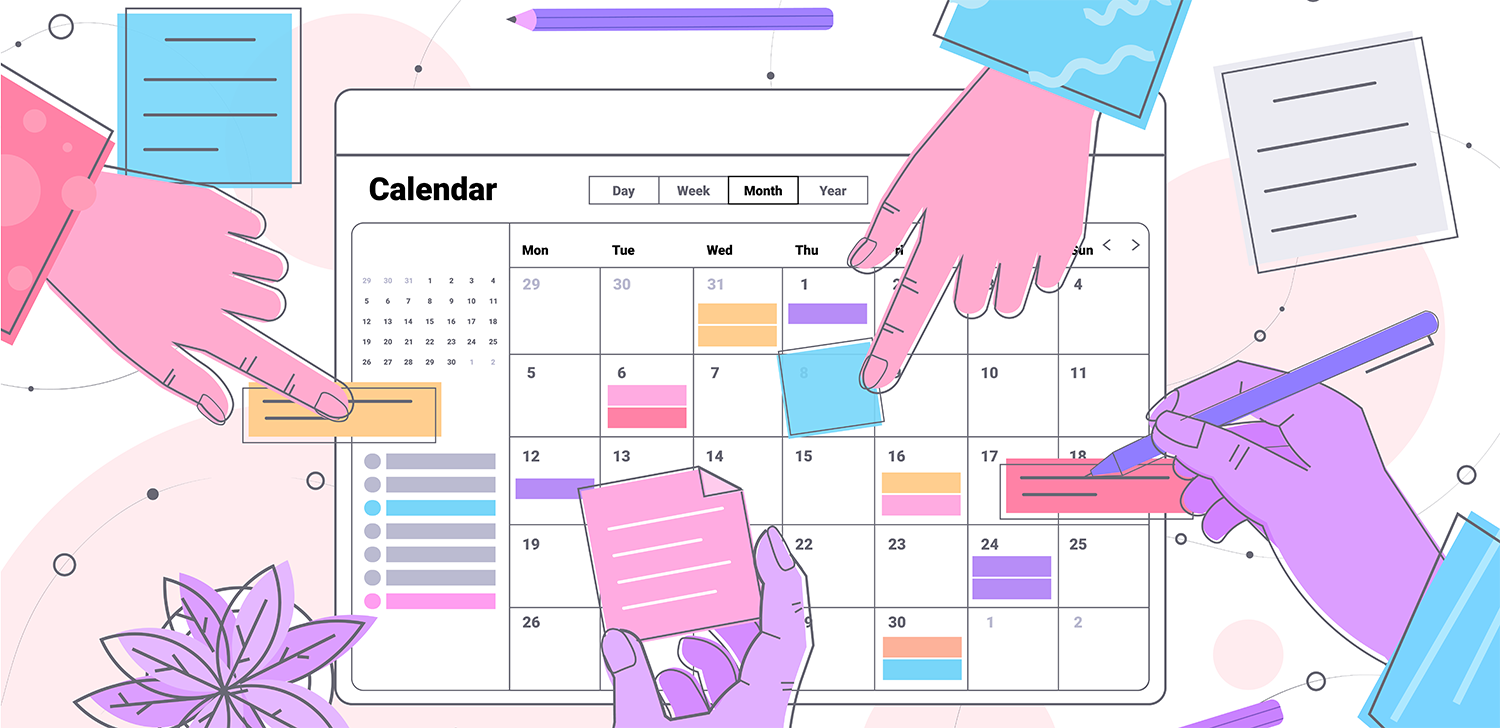 Calendar
Day Week Month Year
Mon Tue Wed Thu Sun < >
29 30 31 1 2 3 4
5 6 7 8 9 10 11
12 13 14 15 16 17 18
19 20 21 22 23 24 25
26 27 28 29 30 1 2
29 30 31 1 2 4
5 6 7 8 10 11
12 13 14 15 16 17 18
19 22 23 24 25
26 30 1 2